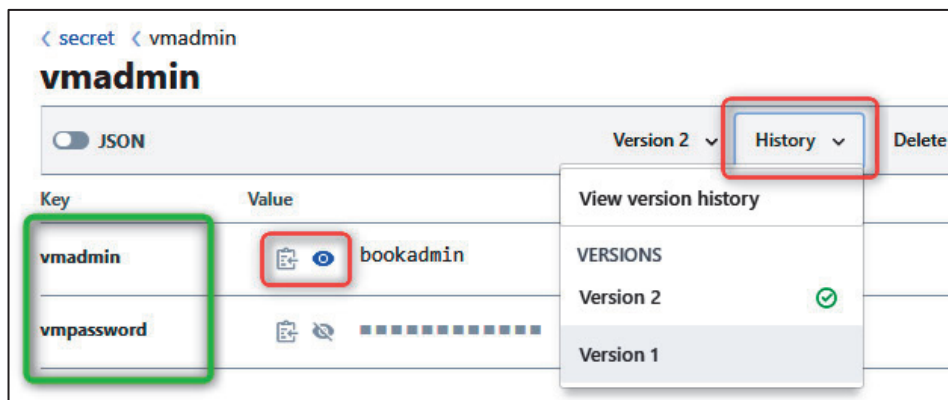 secret vmadmin
vmadmin
JSON Version 2 History Delete
Key Value View version history
vmadmin bookadmin VERSIONS
Version 2
vmpassword
Version 1